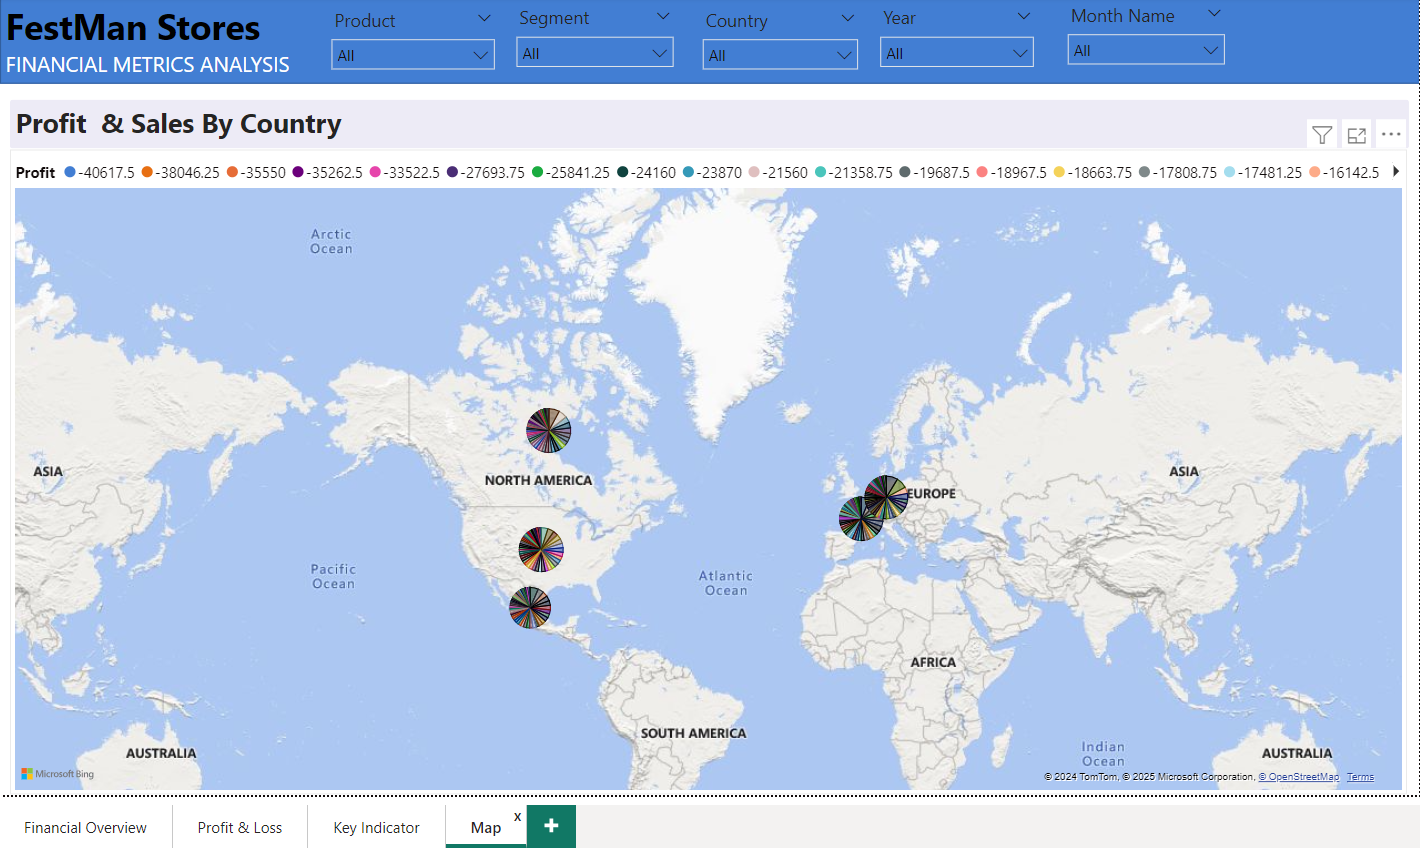 FestMan Stores
FINANCIAL METRICS ANALYSIS
Product
All
Segment
All
Country
All
Year
All
Month Name
All
Profit & Sales By Country
Profit -40617.5 -38046.25 -35550 -35262.5 -33522.5 -27693.75 -25841.25 -24160 -23870 -21560 -21358.75 -19687.5 -18967.5 -18663.75 -17808.75 -17481.25 -16142.5
Arctic
Ocean
ASIA
NORTH AMERICA
EUROPE
ASIA
Pacific
Ocean
Atlantic
Ocean
AFRICA
SOUTH AMERICA
AUSTRALIA
Indian
Ocean
AUSTRALIA
Microsoft Bing
© 2024 TomTom, © 2025 Microsoft Corporation, © OpenStreetMap Terms
Financial Overview
Profit & Loss
Key Indicator
Map
x
+